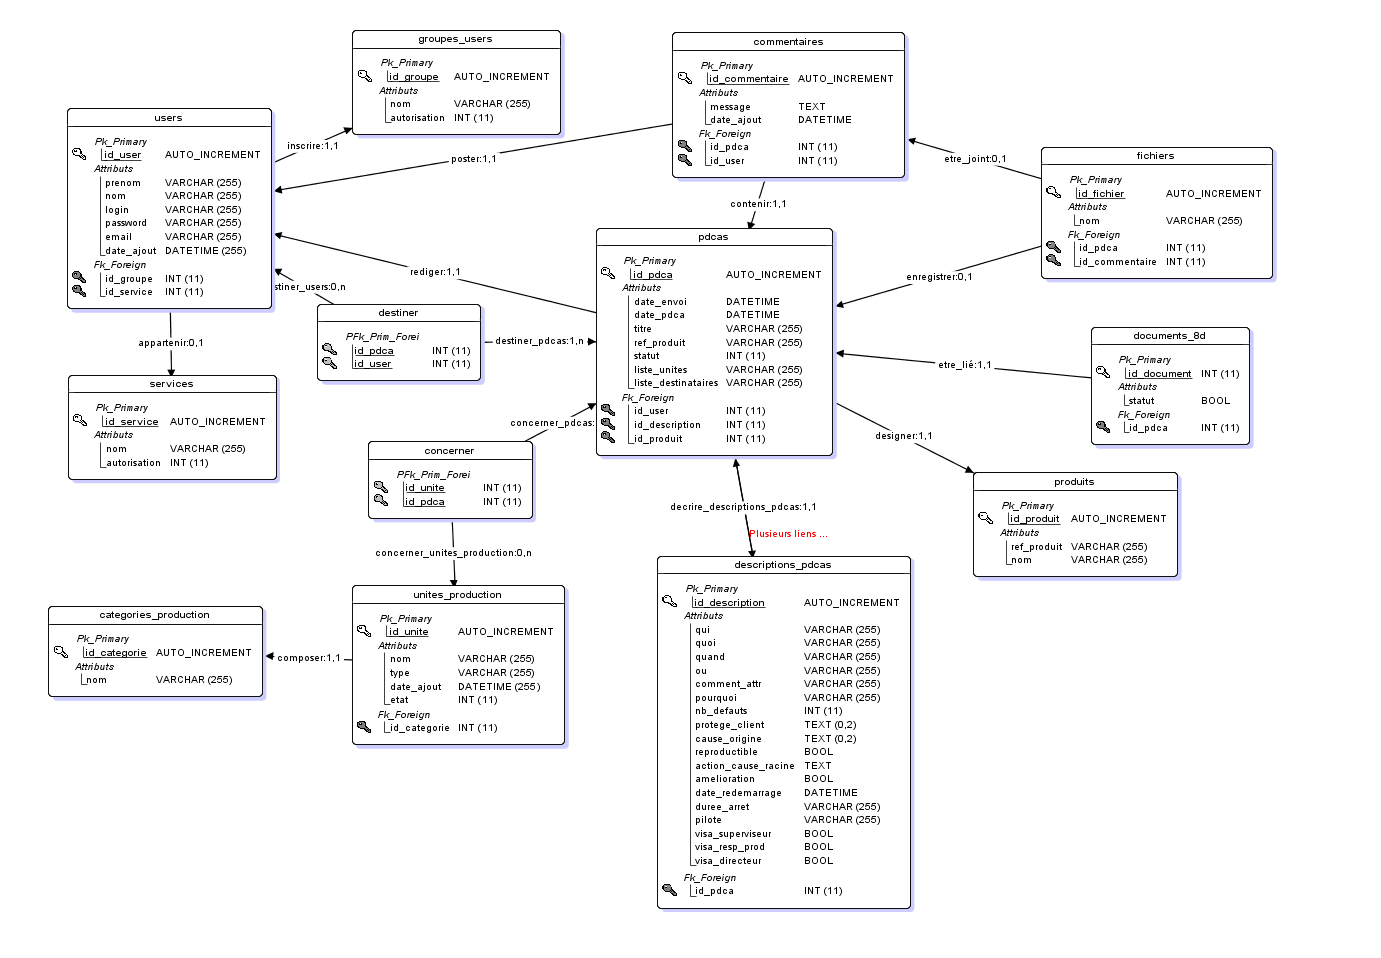 groupes_users
Pk_Primary
id_groupe AUTO_INCREMENT
Attributs
nom VARCHAR (255)
autorisation INT (11)
commentaires
Pk_Primary
id_commentaire AUTO_INCREMENT
Attributs
message TEXT
date_ajout DATETIME
Fk_Foreign
id_pdca INT (11)
id_user INT (11)
users
Pk_Primary
id_user AUTO_INCREMENT
Attributs
prenom VARCHAR (255)
nom VARCHAR (255)
login VARCHAR (255)
password VARCHAR (255)
email VARCHAR (255)
date_ajout DATETIME (255)
Fk_Foreign
id_groupe INT (11)
id_service INT (11)
inscrire:1,1
poster:1,1
etre_joint:0,1
fichiers
Pk_Primary
id_fichier AUTO_INCREMENT
Attributs
nom VARCHAR (255)
Fk_Foreign
id_pdca INT (11)
id_commentaire INT (11)
contenir:1,1
rediger:1,1
enregistrer:0,1
stiner_users:0,n
pdcas
Pk_Primary
id_pdca AUTO_INCREMENT
Attributs
date_envoi DATETIME
date_pdca DATETIME
titre VARCHAR (255)
ref_produit VARCHAR (255)
statut INT (11)
liste_unites VARCHAR (255)
liste_destinataires VARCHAR (255)
Fk_Foreign
id_user INT (11)
id_description INT (11)
id_produit INT (11)
destiner
PFk_Prim_Forei
id_pdca INT (11)
id_user INT (11)
destiner_pdcas:1,n
appartenir:0,1
documents_8d
Pk_Primary
id_document INT (11)
Attributs
statut BOOL
Fk_Foreign
id_pdca INT (11)
etre_lié:1,1
services
Pk_Primary
id_service AUTO_INCREMENT
Attributs
nom VARCHAR (255)
autorisation INT (11)
concerner_pdcas:
designer:1,1
concerner
PFk_Prim_Forei
id_unite INT (11)
id_pdca INT (11)
produits
Pk_Primary
id_produit AUTO_INCREMENT
Attributs
ref_produit VARCHAR (255)
nom VARCHAR (255)
decrire_descriptions_pdcas:1,1
Plusieurs liens ...
concerner_unites_production:0,n
descriptions_pdcas
Pk_Primary
id_description AUTO_INCREMENT
Attributs
qui VARCHAR (255)
quoi VARCHAR (255)
quand VARCHAR (255)
ou VARCHAR (255)
comment_attr VARCHAR (255)
pourquoi VARCHAR (255)
nb_defauts INT (11)
protege_client TEXT (0,2)
cause_origine TEXT (0,2)
reproductible BOOL
action_cause_racine TEXT
amelioration BOOL
date_redemarrage DATETIME
duree_arret VARCHAR (255)
pilote VARCHAR (255)
visa_superviseur BOOL
visa_resp_prod BOOL
visa_directeur BOOL
Fk_Foreign
id_pdca INT (11)
unites_production
Pk_Primary
id_unite AUTO_INCREMENT
Attributs
nom VARCHAR (255)
type VARCHAR (255)
date_ajout DATETIME (255)
etat INT (11)
Fk_Foreign
id_categorie INT (11)
composer:1,1
categories_production
Pk_Primary
id_categorie AUTO_INCREMENT
Attributs
nom VARCHAR (255)